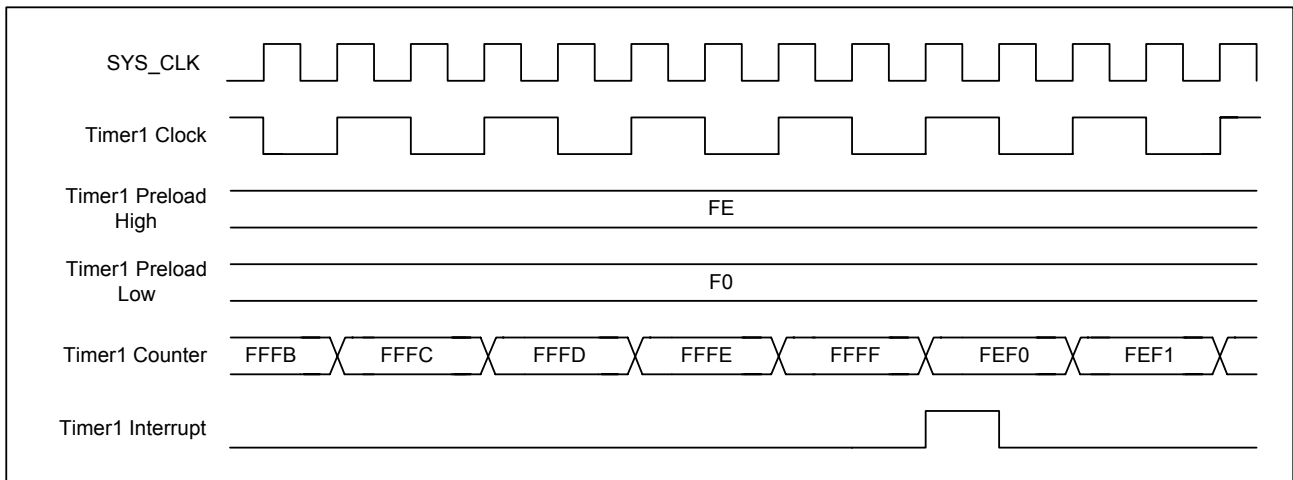 SYS_CLK
Timer1 Clock
Timer1 Preload
High
FE
Timer1 Preload
Low
F0
Timer1 Counter
FFFB FFFC FFFD FFFE FFFF FEF0 FEF1
Timer1 Interrupt